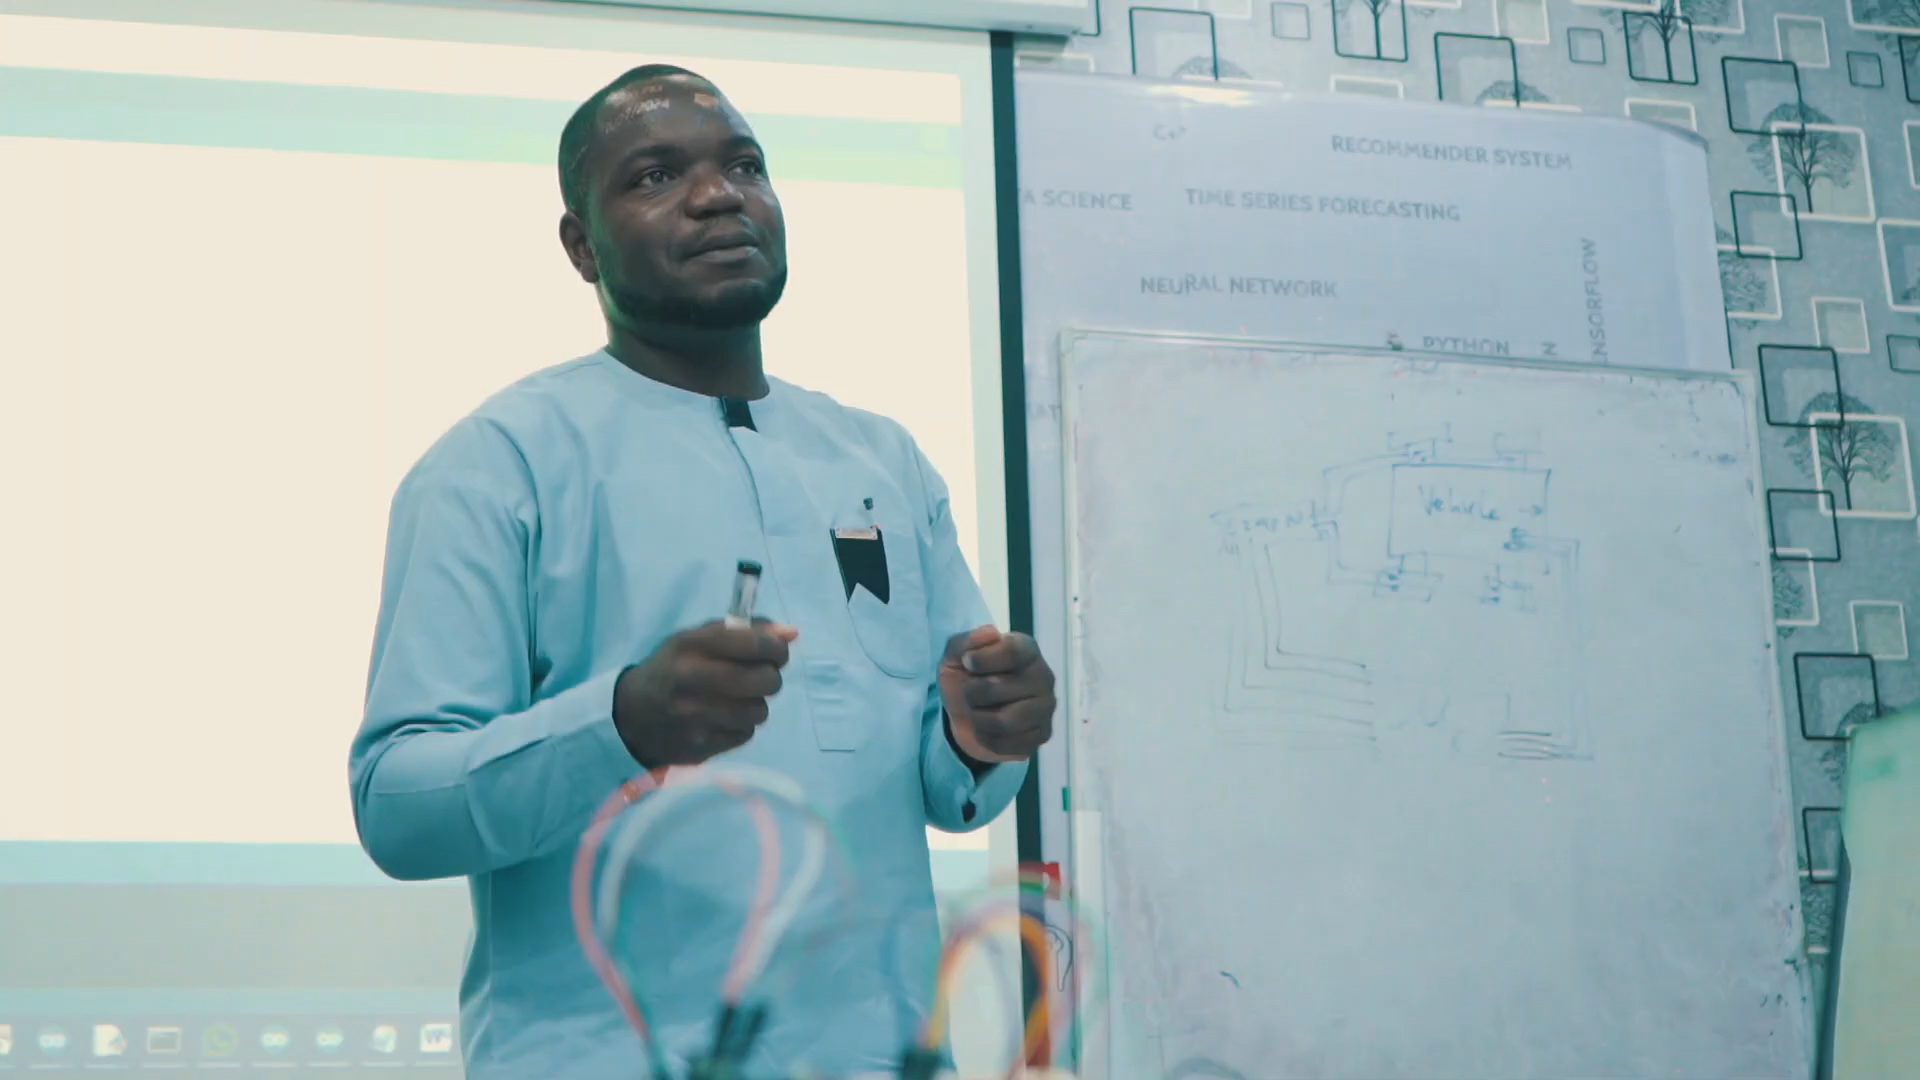 C++
RECOMMENDER SYSTEM
A SCIENCE
TIME SERIES FORECASTING
NEURAL NETWORK
NSORFLOW
PYTHON
N
Vehicle
W